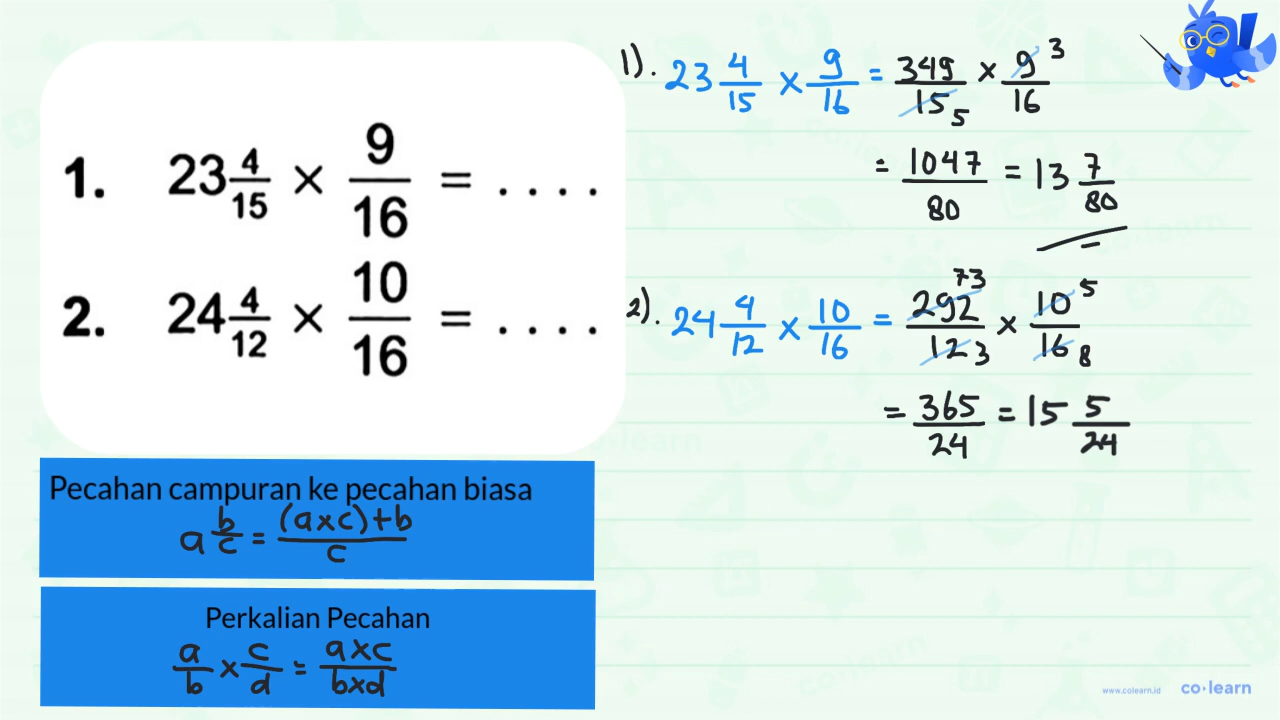 1. 23 4/15 × 9/16 = . . . .
2. 24 4/12 × 10/16 = . . . .
Pecahan campuran ke pecahan biasa
a b/c = (a×c)+b/c
Perkalian Pecahan
a/b × c/d = a×c/b×d
1). 23 4/15 × 9/16 = 349/15 5 × 9 3/16
= 1047/80 = 13 7/80
2). 24 4/12 × 10/16 = 292 73/12 3 × 10 5/16 8
= 365/24 = 15 5/24
www.colearn.id co·learn